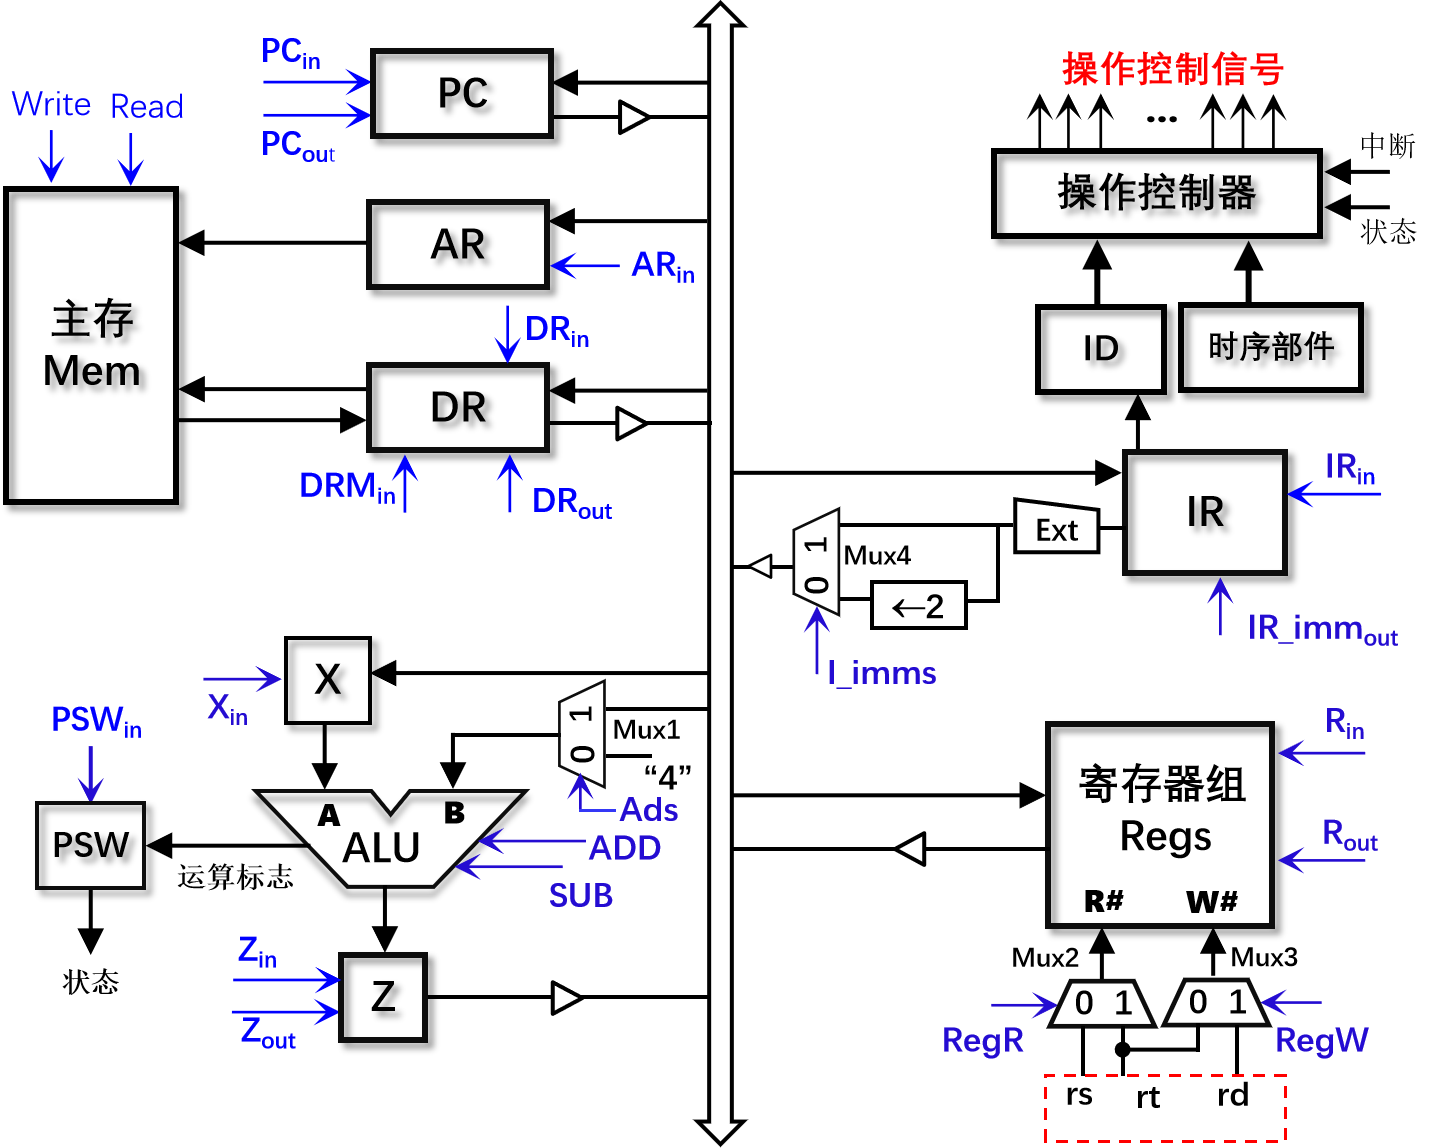 PCin
PC
PCout
Write
Read
操作控制信号
...
中断
操作控制器
状态
AR
ARin
主存
Mem
DRin
DR
DRMin
DRout
ID
时序部件
IR
IRin
Ext
1
0
Mux4
←2
IR_immout
I_imms
X
Xin
1
0
Mux1
"4"
Ads
PSWin
PSW
A
B
ALU
ADD
SUB
运算标志
状态
Zin
Z
Zout
寄存器组
Regs
Rin
Rout
R#
W#
Mux2
Mux3
0 1
0 1
RegR
RegW
rs
rt
rd